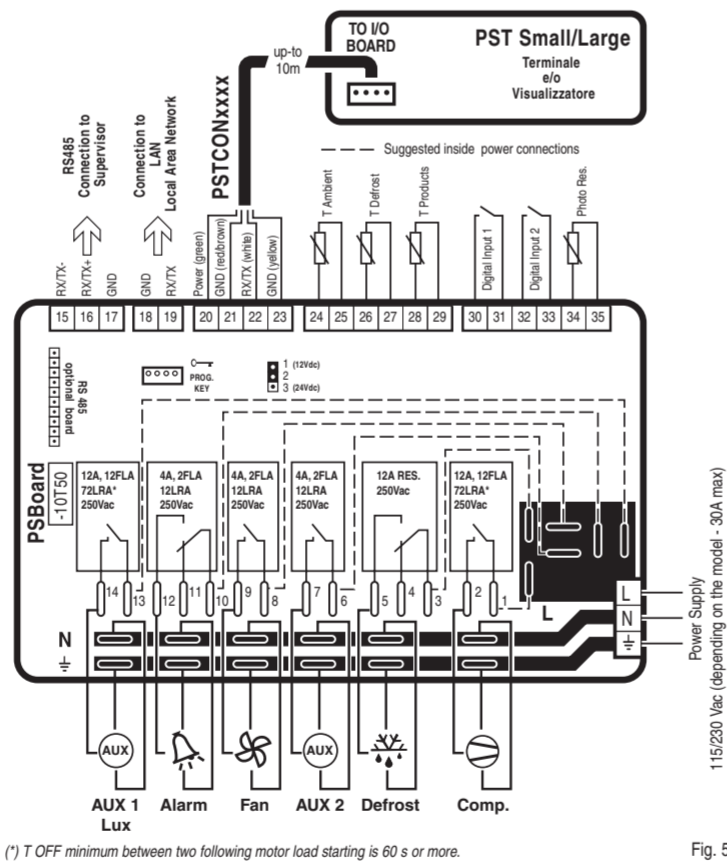 TO I/O
BOARD
PST Small/Large
Terminale
e/o
Visualizzatore
up-to
10m
PSTCONxxxx
RS485
Connection to
Supervisor
Connection to
LAN
Local Area Network
Suggested inside power connections
RX/TX-
RX/TX+
GND
GND
RX/TX
Power (green)
GND (red/brown)
RX/TX (white)
GND (yellow)
T Ambient
T Defrost
T Products
Digital Input 1
Digital Input 2
Photo Res.
15 16 17 18 19 20 21 22 23 24 25 26 27 28 29 30 31 32 33 34 35
RS 485
optional board
PROG.
KEY
1 (12Vdc)
2
3 (24Vdc)
PSBoard
-10T50
12A, 12FLA
72LRA*
250Vac
4A, 2FLA
12LRA
250Vac
4A, 2FLA
12LRA
250Vac
4A, 2FLA
12LRA
250Vac
12A RES.
250Vac
12A, 12FLA
72LRA*
250Vac
14 13 12 11 10 9 8 7 6 5 4 3 2 1
L
L
N
N
Power Supply
115/230 Vac (depending on the model - 30A max)
AUX
AUX
AUX 1
Lux
Alarm
Fan
AUX 2
Defrost
Comp.
(*) T OFF minimum between two following motor load starting is 60 s or more.
Fig. 5